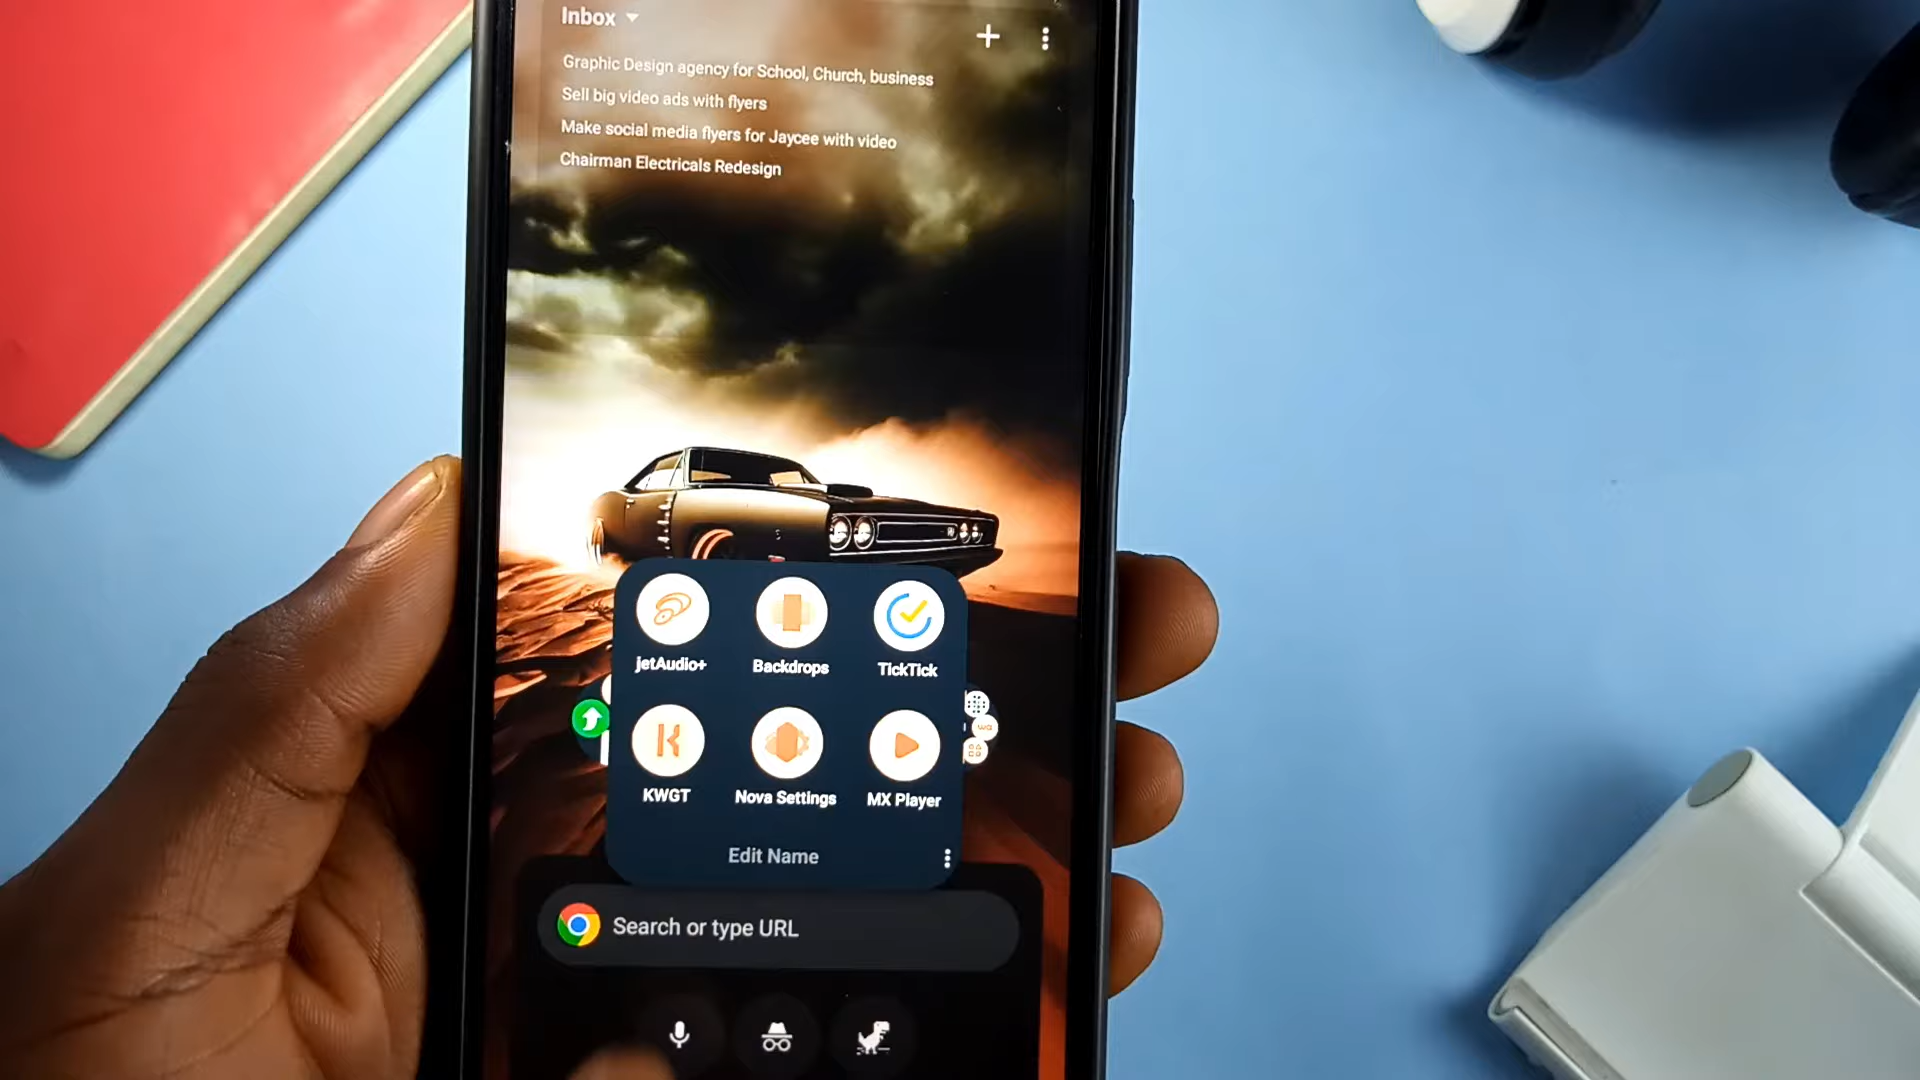 Inbox
Graphic Design agency for School, Church, business
Sell big video ads with flyers
Make social media flyers for Jaycee with video
Chairman Electricals Redesign
jetAudio+
Backdrops
TickTick
KWGT
Nova Settings
MX Player
Edit Name
Search or type URL